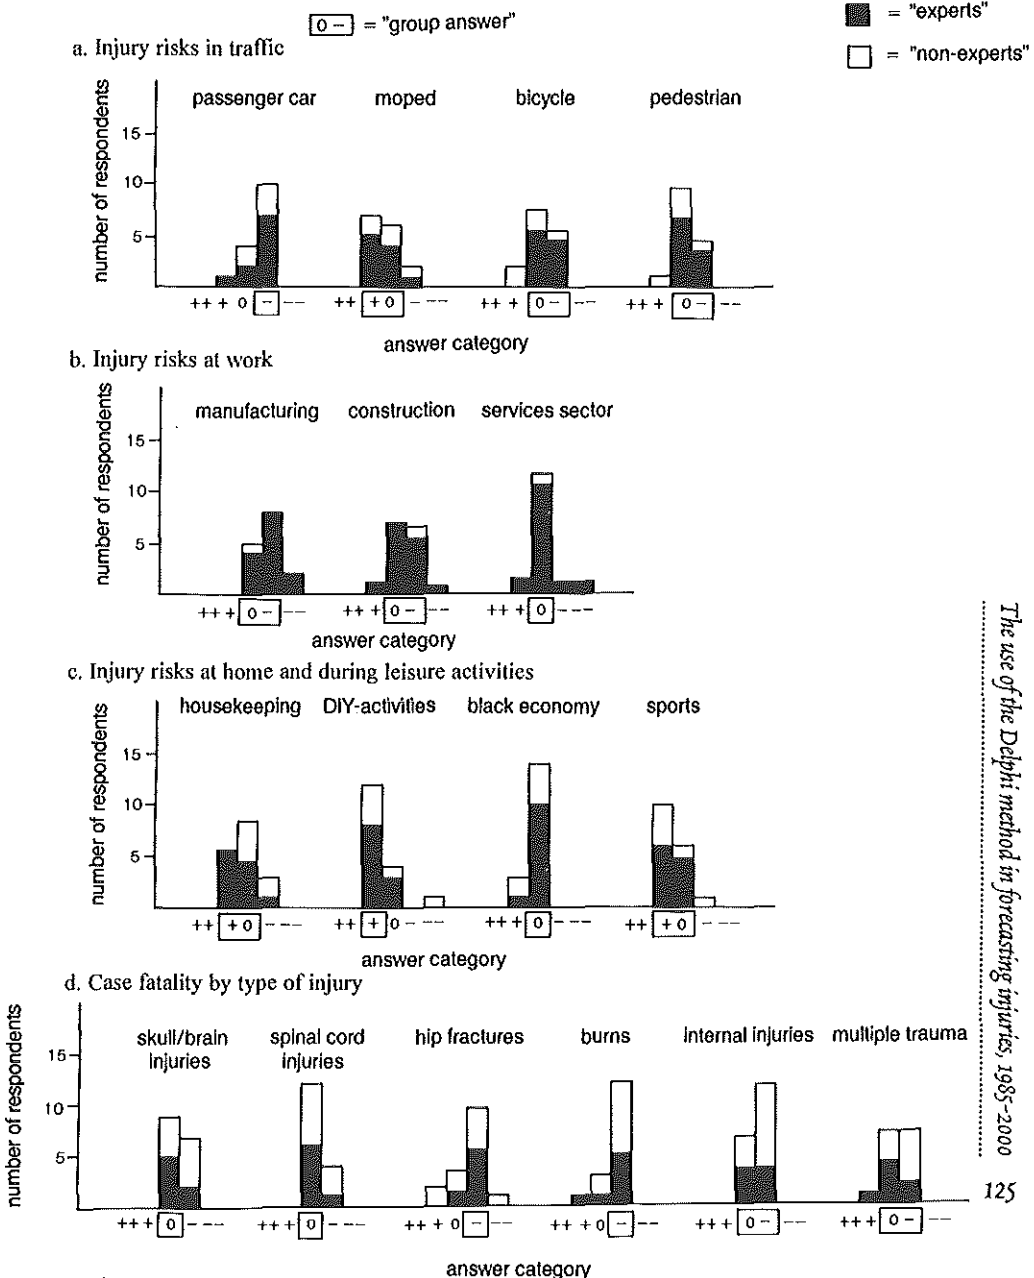 0 – = "group answer"
= "experts"
= "non-experts"
a. Injury risks in traffic
number of respondents
15
10
5
passenger car moped bicycle pedestrian
++ + 0 – –– ++ + 0 – –– ++ + 0 – –– ++ + 0 – ––
answer category
b. Injury risks at work
number of respondents
15
10
5
manufacturing construction services sector
++ + 0 – –– ++ + 0 – –– ++ + 0 – ––
answer category
c. Injury risks at home and during leisure activities
number of respondents
15
10
5
housekeeping DIY-activities black economy sports
++ + 0 – –– ++ + 0 – –– ++ + 0 – –– ++ + 0 – ––
answer category
d. Case fatality by type of injury
number of respondents
15
10
5
skull/brain injuries
spinal cord injuries
hip fractures
burns
internal injuries
multiple trauma
++ + 0 – –– ++ + 0 – –– ++ + 0 – –– ++ + 0 – –– ++ + 0 – –– ++ + 0 – ––
answer category
The use of the Delphi method in forecasting injuries, 1985-2000
125